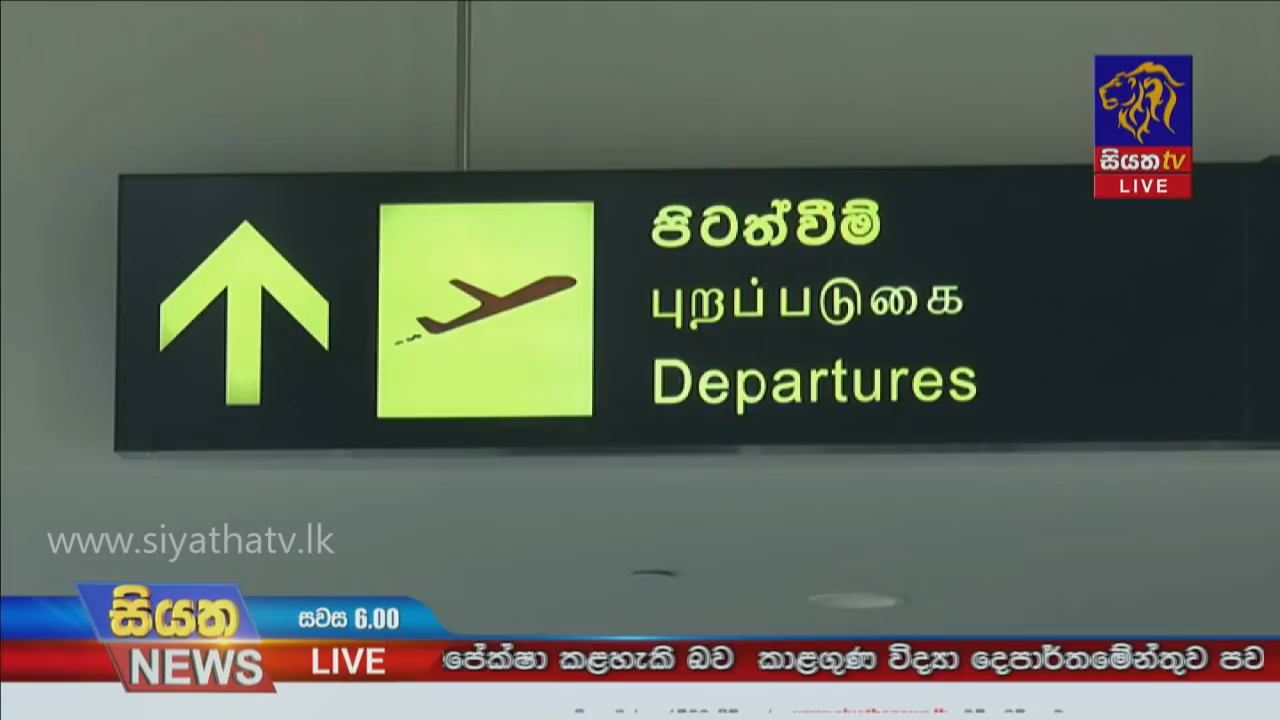 සියත tv
LIVE
පිටත්වීම්
புறப்படுகை
Departures
www.siyathatv.lk
සියත
NEWS
සවස 6.00
LIVE
කළහැකි බව කාළගුණ විද්‍යා දෙපාර්තමේන්තුව